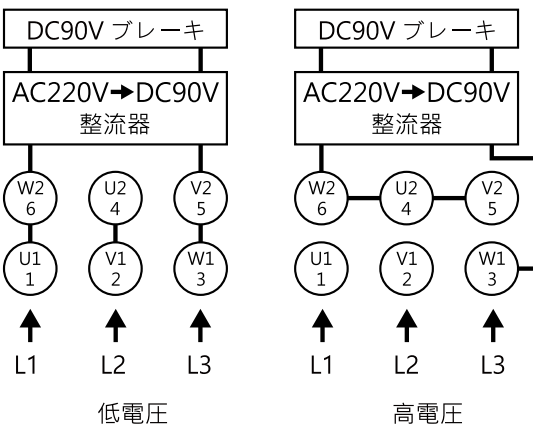 DC90V ブレーキ
AC220V→DC90V
整流器
W2 6
U2 4
V2 5
U1 1
V1 2
W1 3
L1 L2 L3
低電圧
DC90V ブレーキ
AC220V→DC90V
整流器
W2 6
U2 4
V2 5
U1 1
V1 2
W1 3
L1 L2 L3
高電圧